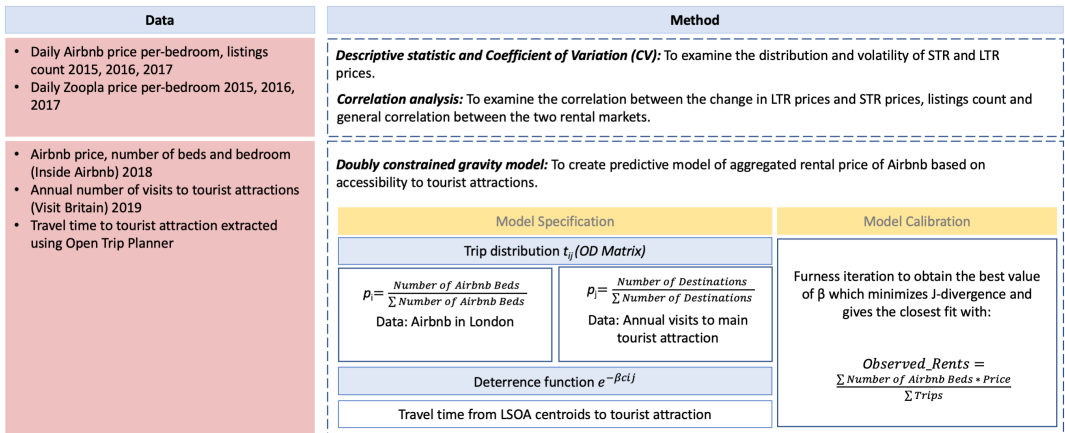 Data
Method
• Daily Airbnb price per-bedroom, listings
count 2015, 2016, 2017
• Daily Zoopla price per-bedroom 2015, 2016,
2017
Descriptive statistic and Coefficient of Variation (CV): To examine the distribution and volatility of STR and LTR
prices.
Correlation analysis: To examine the correlation between the change in LTR prices and STR prices, listings count and
general correlation between the two rental markets.
• Airbnb price, number of beds and bedroom
(Inside Airbnb) 2018
• Annual number of visits to tourist attractions
(Visit Britain) 2019
• Travel time to tourist attraction extracted
using Open Trip Planner
Doubly constrained gravity model: To create predictive model of aggregated rental price of Airbnb based on
accessibility to tourist attractions.
Model Specification
Trip distribution tij(OD Matrix)
pi= Number of Airbnb Beds
∑ Number of Airbnb Beds
Data: Airbnb in London
pj= Number of Destinations
∑ Number of Destinations
Data: Annual visits to main
tourist attraction
Deterrence function e^−βcij
Travel time from LSOA centroids to tourist attraction
Model Calibration
Furness iteration to obtain the best value
of β which minimizes J-divergence and
gives the closest fit with:
Observed_Rents =
∑ Number of Airbnb Beds * Price
∑ Trips